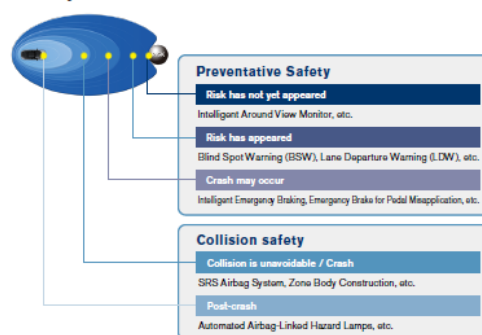 Preventative Safety
Risk has not yet appeared
Intelligent Around View Monitor, etc.
Risk has appeared
Blind Spot Warning (BSW), Lane Departure Warning (LDW), etc.
Crash may occur
Intelligent Emergency Braking, Emergency Brake for Pedal Misapplication, etc.
Collision safety
Collision is unavoidable / Crash
SRS Airbag System, Zone Body Construction, etc.
Post-crash
Automated Airbag-Linked Hazard Lamps, etc.